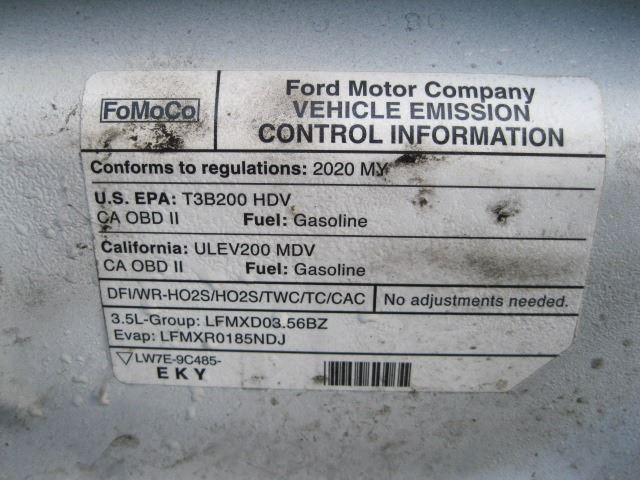 FoMoCo
Ford Motor Company
VEHICLE EMISSION
CONTROL INFORMATION
Conforms to regulations: 2020 MY
U.S. EPA: T3B200 HDV
CA OBD II Fuel: Gasoline
California: ULEV200 MDV
CA OBD II Fuel: Gasoline
DFI/WR-HO2S/HO2S/TWC/TC/CAC No adjustments needed.
3.5L-Group: LFMXD03.56BZ
Evap: LFMXR0185NDJ
LW7E-9C485-
EKY